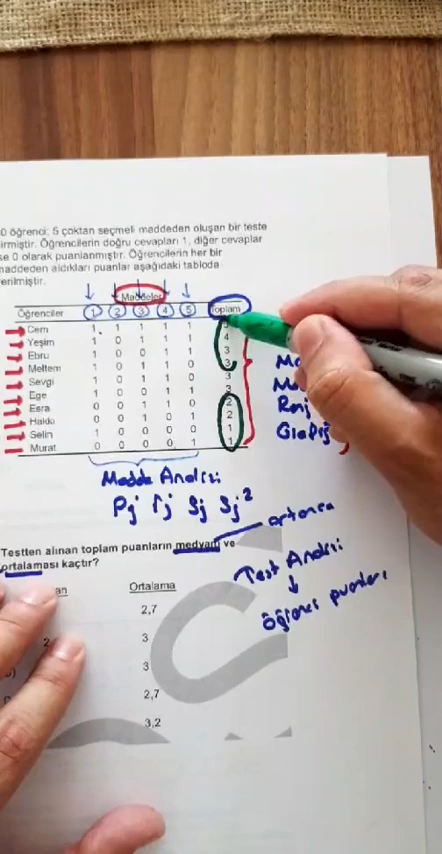 0 öğrenci; 5 çoktan seçmeli maddeden oluşan bir teste
irmiştir. Öğrencilerin doğru cevapları 1, diğer cevaplar
se 0 olarak puanlanmıştır. Öğrencilerin her bir
maddeden aldıkları puanlar aşağıdaki tabloda
erilmiştir.
Maddeler
Öğrenciler 1 2 3 4 5 Toplam
Cem 1 1 1 1 1
Yeşim 1 0 1 1 1 4
Ebru 1 0 0 1 1 3
Meltem 1 0 1 1 0 3
Sevgi 1 0 1 1 0 3
Ege 0 0 1 1 1 3
Esra 0 0 1 1 0 2
Hakkı 0 0 1 0 1 2
Selin 1 0 0 0 0 1
Murat 0 0 0 0 1 1
Ranj
Madde Analizi
Pj rj Sj Sj²
ortanca
Testten alınan toplam puanların medyanı ve
ortalaması kaçtır?
Test Analizi
öğrenci puanları
an Ortalama
2,7
2 3
3
2,7
3,2